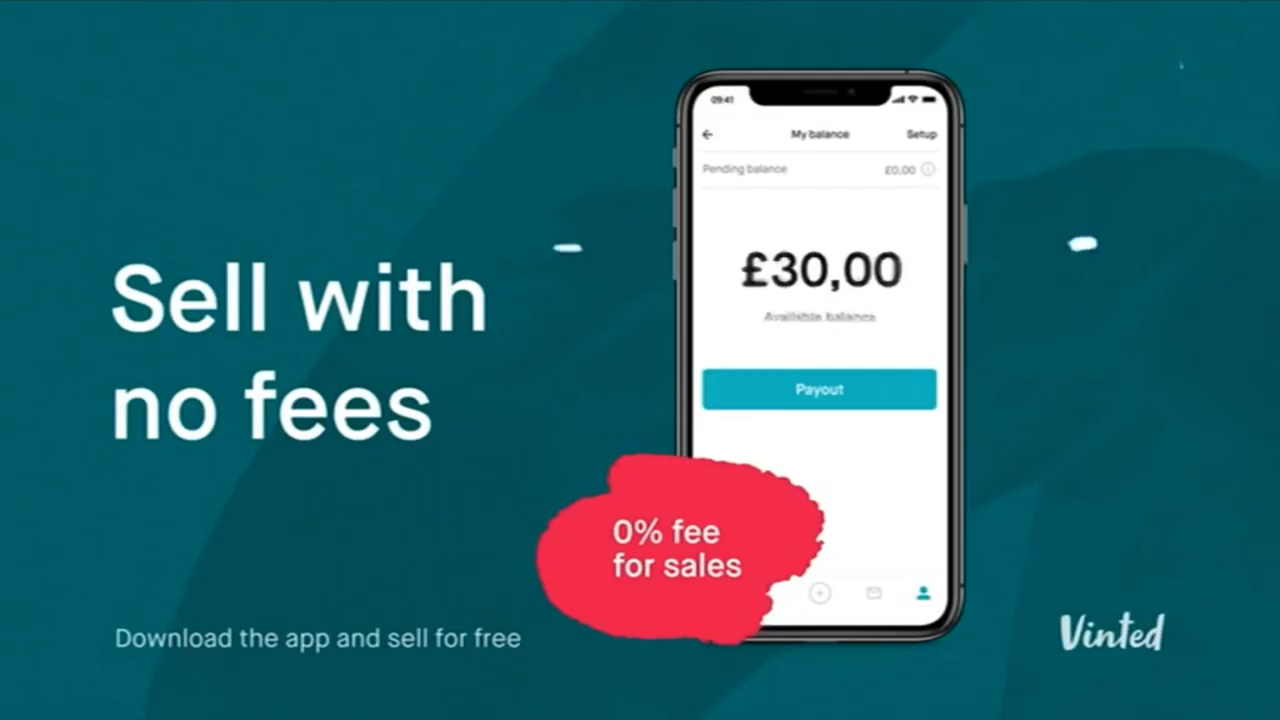 Sell with
no fees
Download the app and sell for free
09:41
My balance
Setup
Pending balance
£0,00
£30,00
Available balance
Payout
0% fee
for sales
Vinted